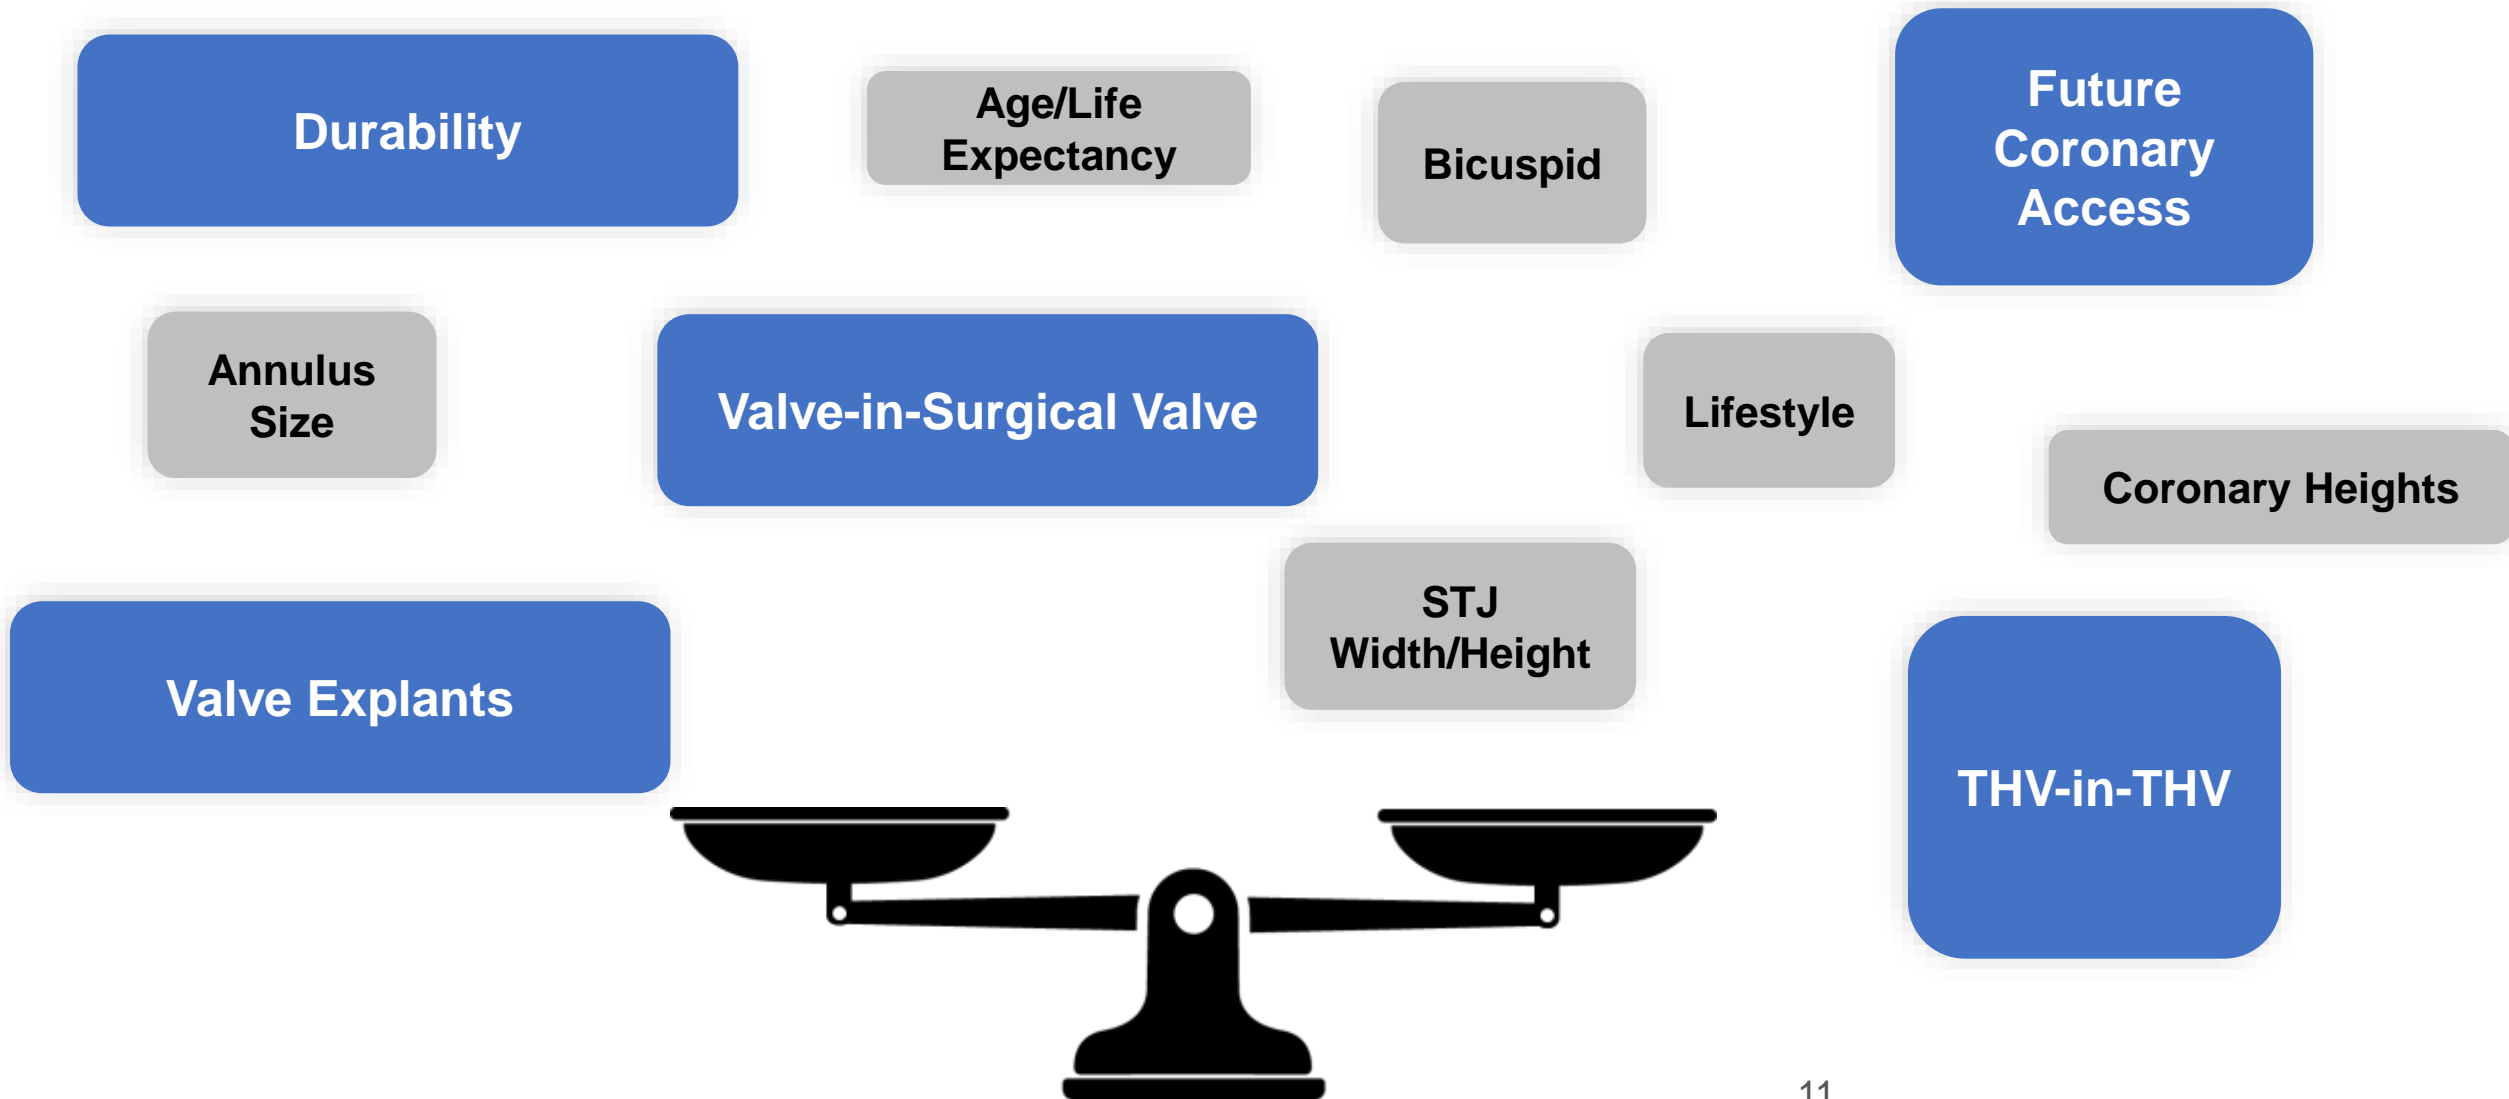 Durability
Age/Life
Expectancy
Bicuspid
Future
Coronary
Access
Annulus
Size
Valve-in-Surgical Valve
Lifestyle
Coronary Heights
STJ
Width/Height
Valve Explants
THV-in-THV
11